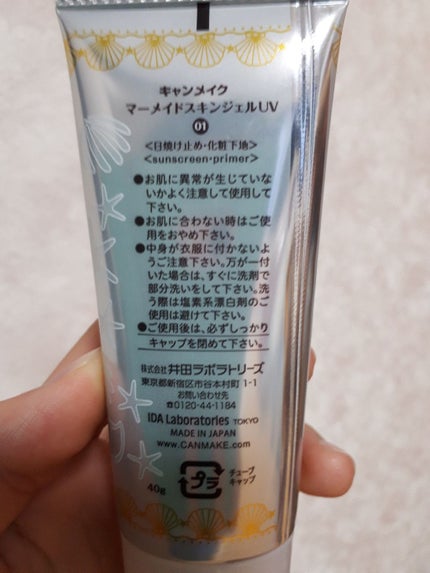 キャンメイク
マーメイドスキンジェルUV
01
<日焼け止め・化粧下地>
<sunscreen・primer>
●お肌に異常が生じていな
いかよく注意して使用して
下さい。
●お肌に合わない時はご使
用をおやめ下さい。
●中身が衣服に付かないよ
うご注意下さい。万が一付
いた場合は、すぐに洗剤で
部分洗いをして下さい。洗
う際は塩素系漂白剤のご
使用は避けて下さい。
●ご使用後は、必ずしっかり
キャップを閉めて下さい。
株式会社 井田ラボラトリーズ
東京都新宿区市谷本村町 1-1
お問い合わせ先
☎0120-44-1184
IDA Laboratories TOKYO
MADE IN JAPAN
www.CANMAKE.com
40g
プラ
チューブ
キャップ